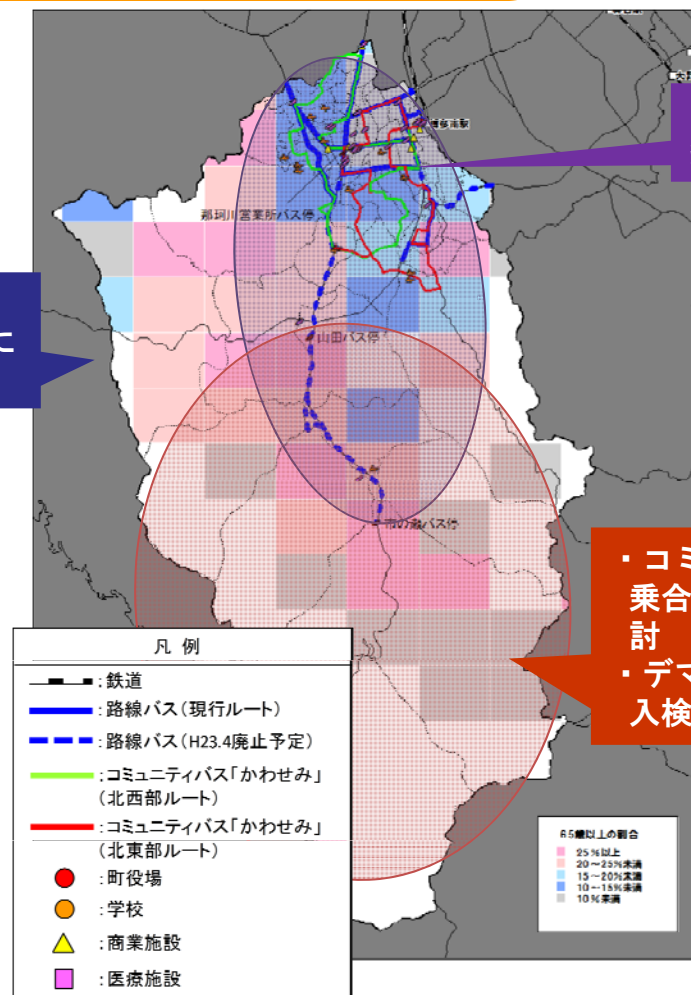 博多南駅
那珂川営業所バス停
山田バス停
市の瀬バス停
に
・コミ
乗合
計
・デマ
入検
凡 例
：鉄道
：路線バス（現行ルート）
：路線バス（H23.4廃止予定）
：コミュニティバス「かわせみ」
（北西部ルート）
：コミュニティバス「かわせみ」
（北東部ルート）
：町役場
：学校
：商業施設
：医療施設
65歳以上の割合
25％以上
20～25％未満
15～20％未満
10～15％未満
10％未満